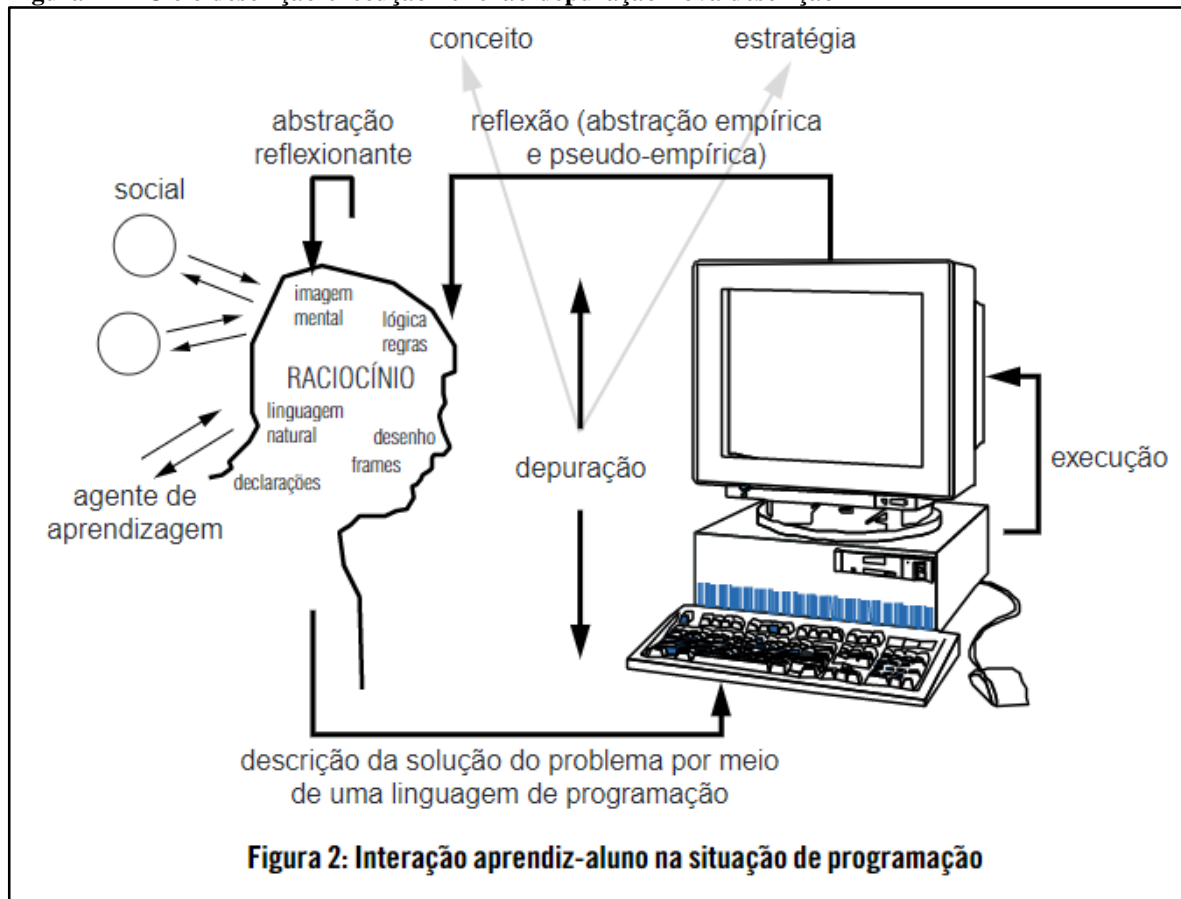 conceito
estratégia
abstração
reflexionante
reflexão (abstração empírica
e pseudo-empírica)
social
imagem
mental
lógica
regras
RACIOCÍNIO
linguagem
natural
desenho
frames
declarações
agente de
aprendizagem
depuração
execução
descrição da solução do problema por meio
de uma linguagem de programação
Figura 2: Interação aprendiz-aluno na situação de programação